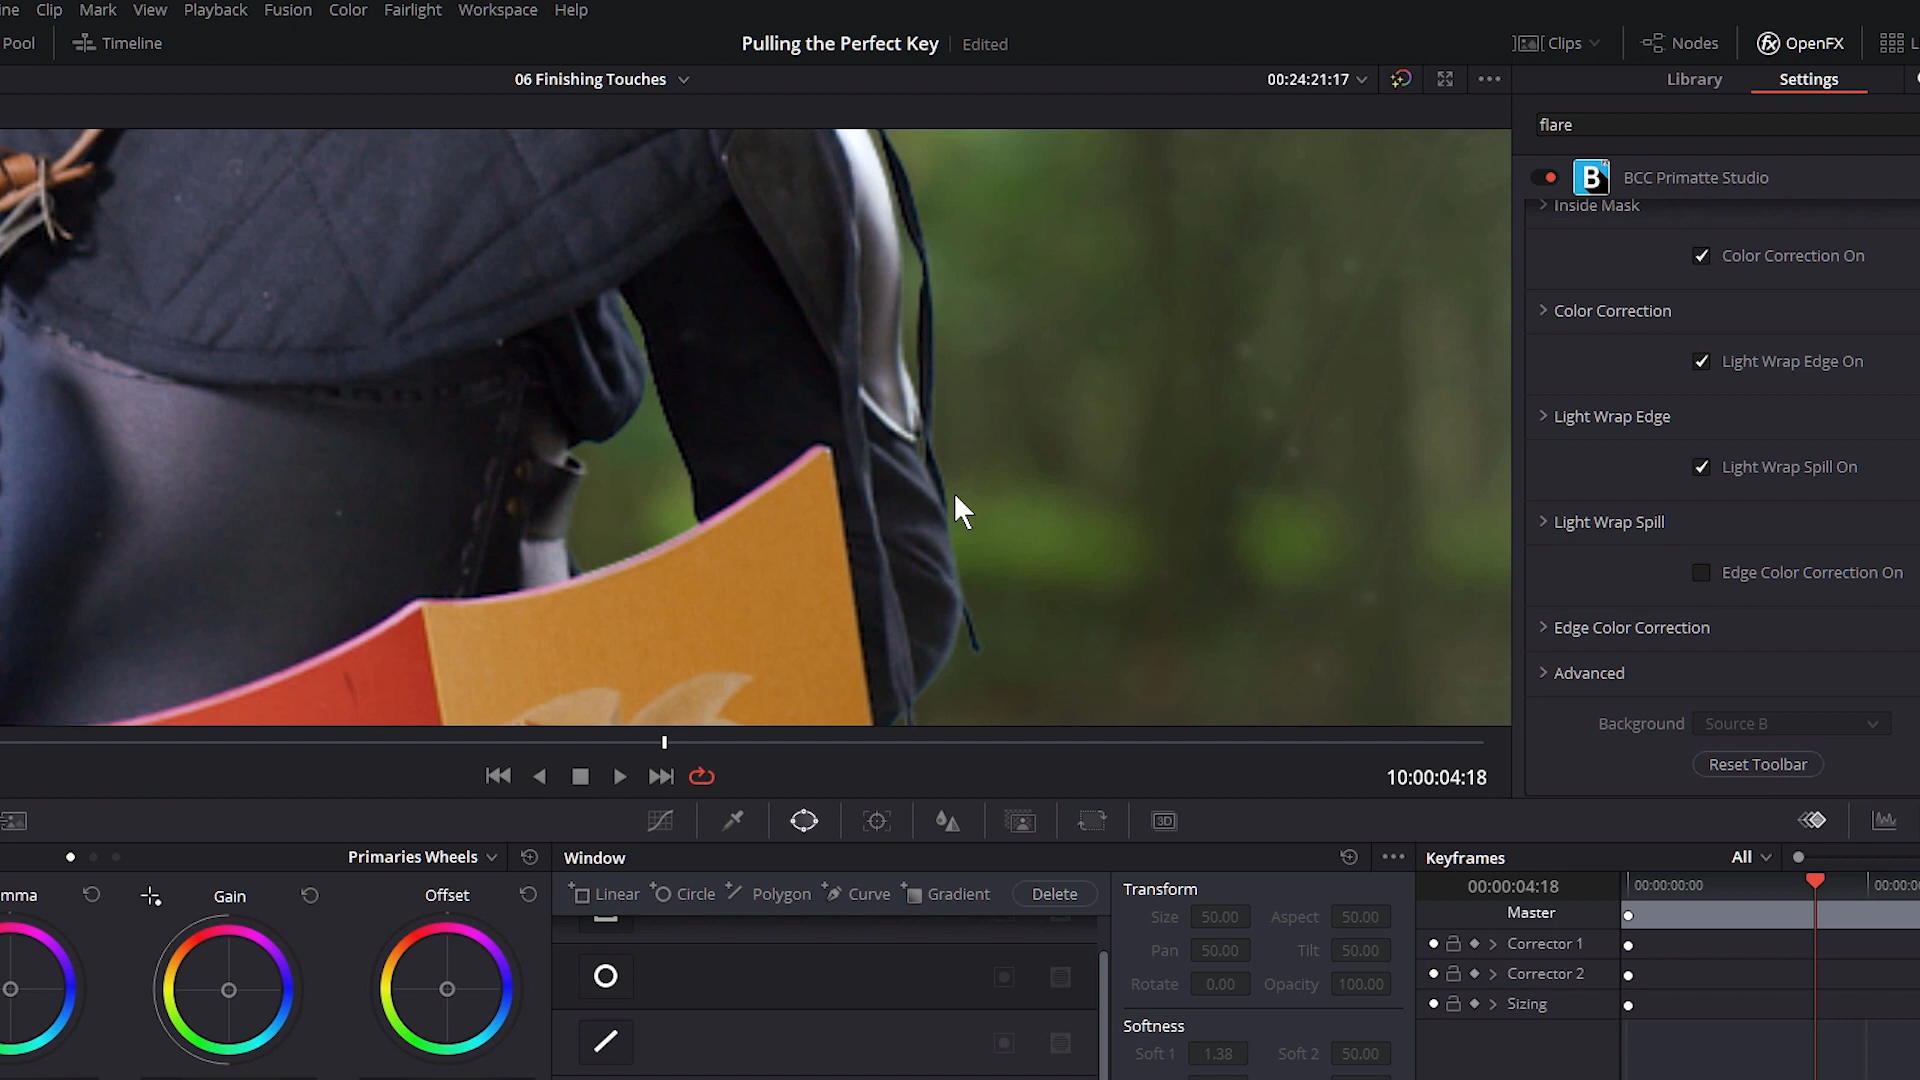 Clip Mark View Playback Fusion Color Fairlight Workspace Help
Pool Timeline Pulling the Perfect Key Edited Clips Nodes OpenFX
06 Finishing Touches 00:24:21:17 Library Settings
flare
BCC Primatte Studio
Inside Mask
Color Correction On
Color Correction
Light Wrap Edge On
Light Wrap Edge
Light Wrap Spill On
Light Wrap Spill
Edge Color Correction On
Edge Color Correction
Advanced
Background Source B
Reset Toolbar
10:00:04:18
3D
Primaries Wheels Window Keyframes All
mma Gain Offset
Linear Circle Polygon Curve Gradient Delete
Transform
Size 50.00 Aspect 50.00
Pan 50.00 Tilt 50.00
Rotate 0.00 Opacity 100.00
Softness
Soft 1 1.38 Soft 2 50.00
00:00:04:18 00:00:00:00 00:00:0
Master
Corrector 1
Corrector 2
Sizing